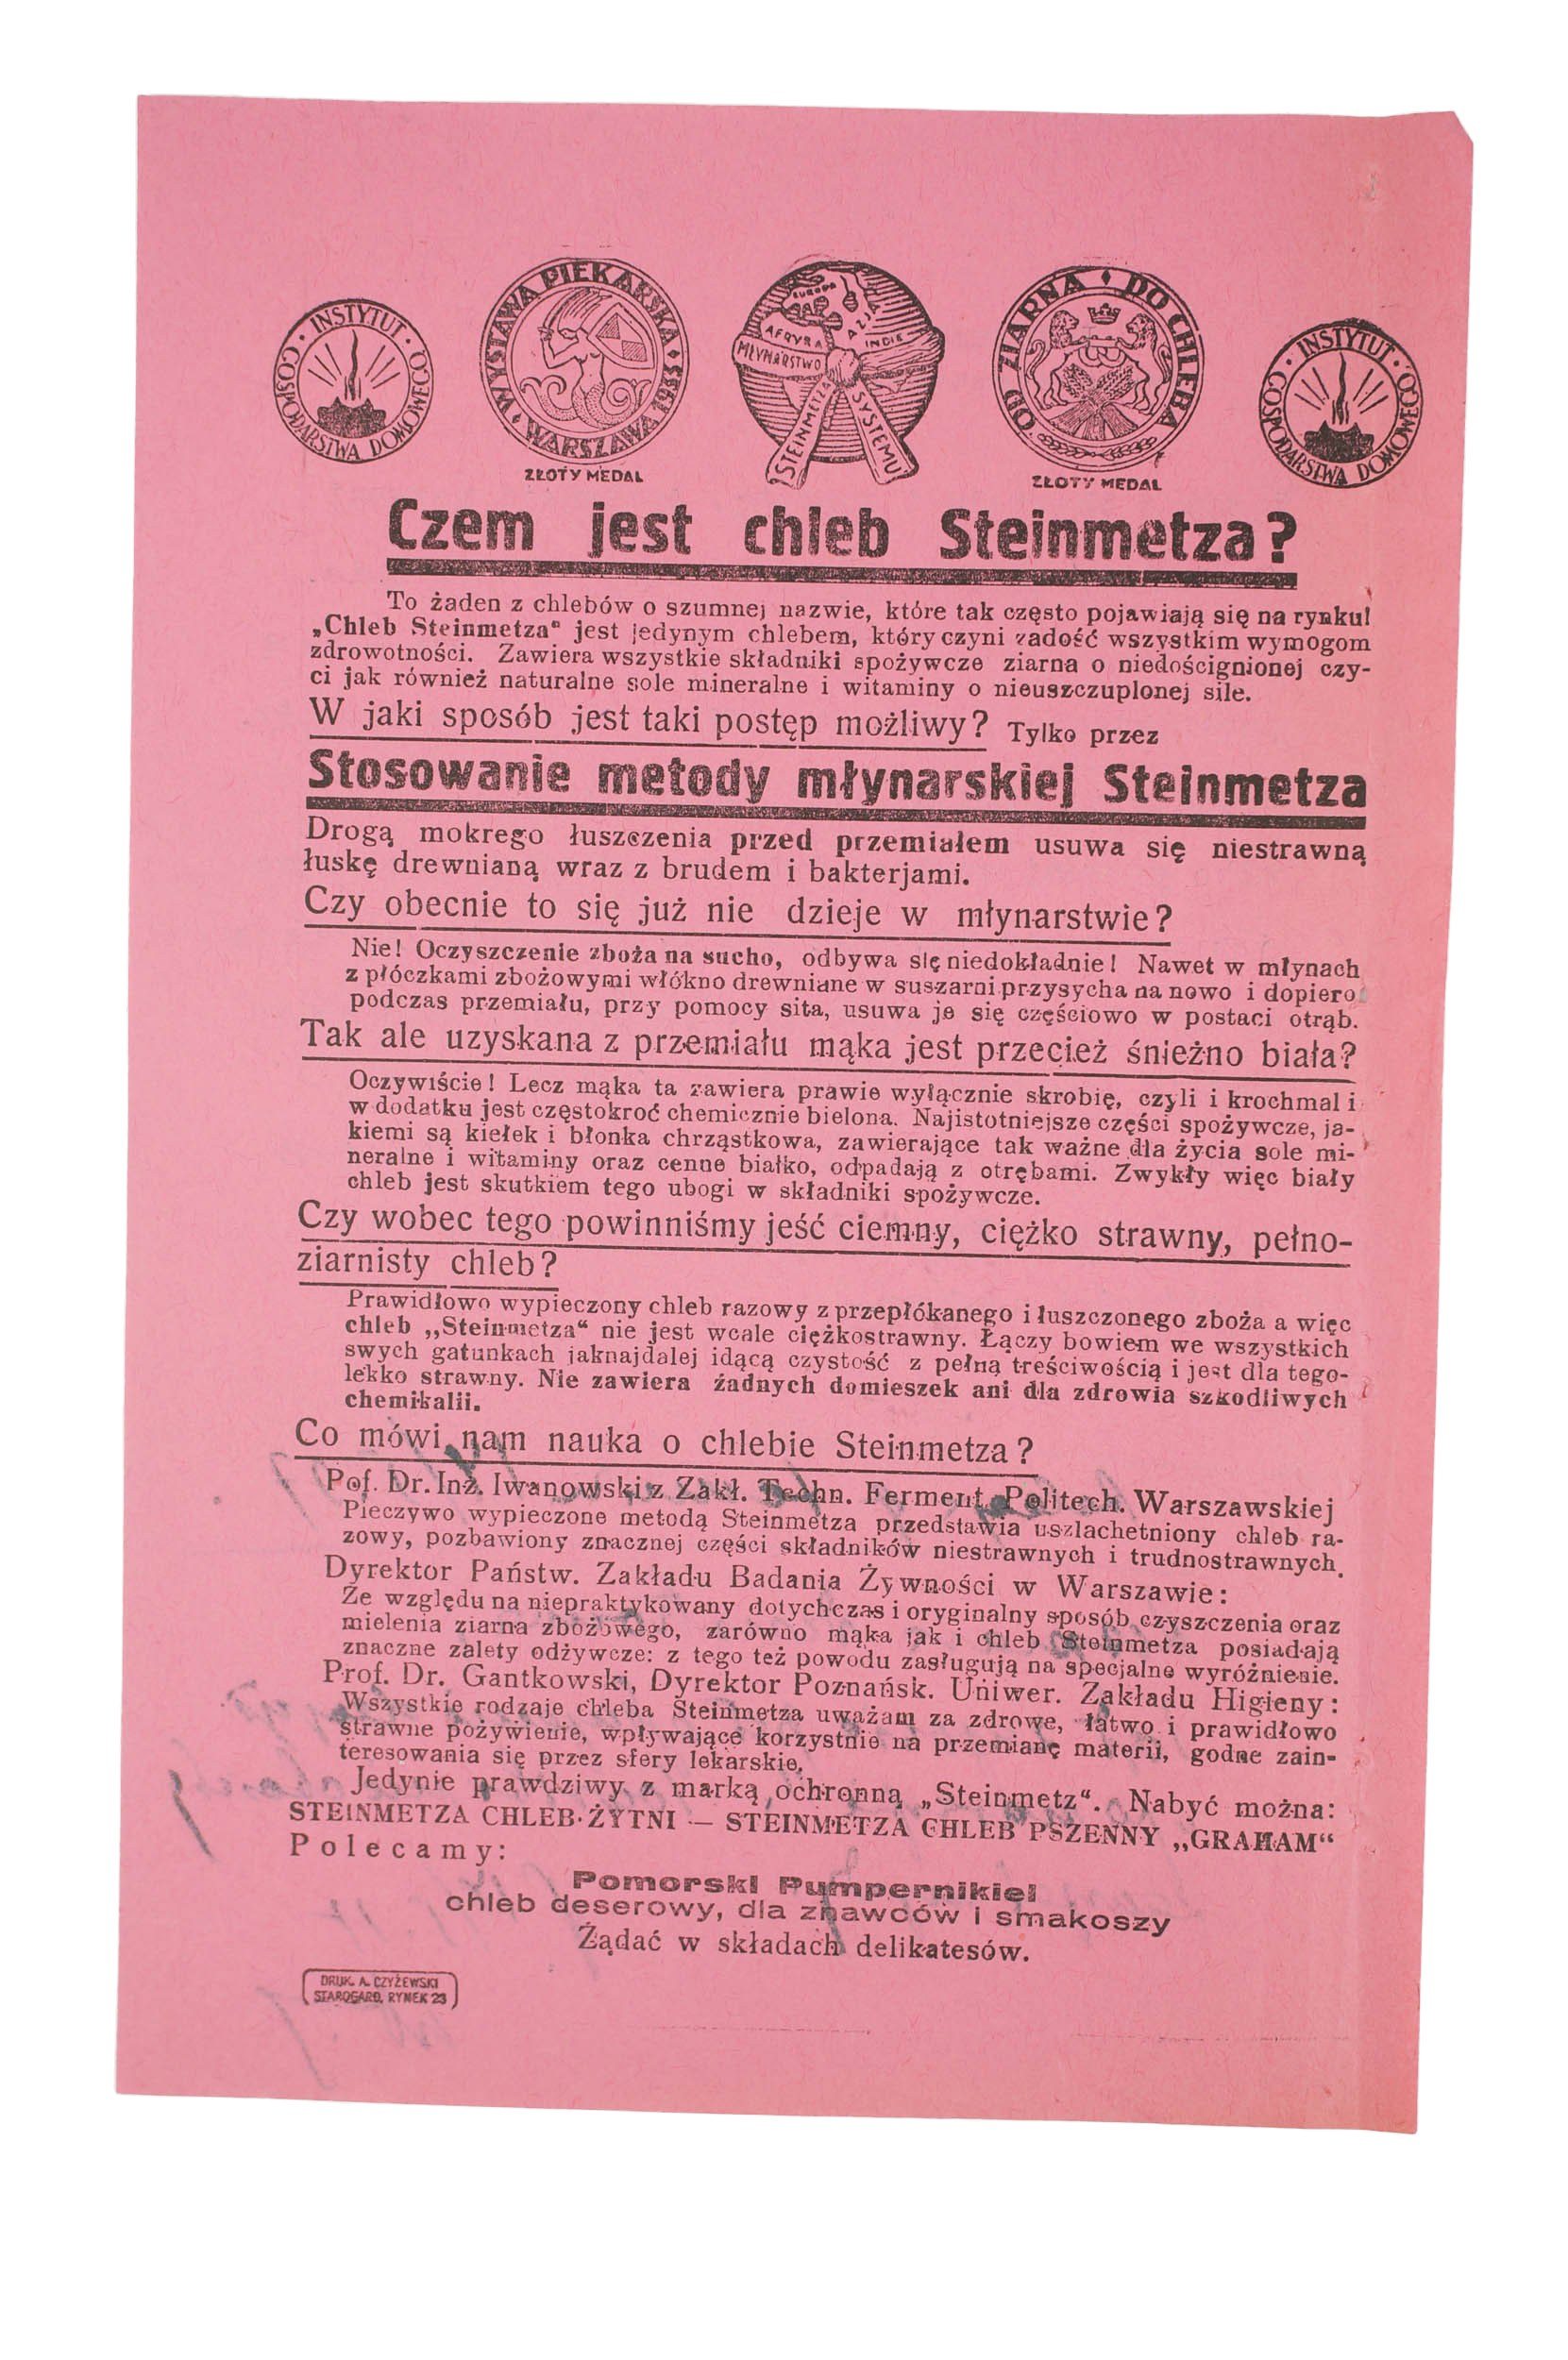 · INSTYTUT · GOSPODARSTWA DOMOWEGO
WYSTAWA PIEKARSKA 1935 WARSZAWA
ZŁOTY MEDAL
EUROPA
AFRYKA
AZJA
INDIE
MŁYNARSTWO
STEINMETZA
SYSTEMU
OD ZIARNA DO CHLEBA
ZŁOTY MEDAL
· INSTYTUT · GOSPODARSTWA DOMOWEGO
Czem jest chleb Steinmetza?
To żaden z chlebów o szumnej nazwie, które tak często pojawiają się na rynku!
„Chleb Steinmetza" jest jedynym chlebem, który czyni zadość wszystkim wymogom
zdrowotności. Zawiera wszystkie składniki spożywcze ziarna o niedoścignionej czy-
ci jak również naturalne sole mineralne i witaminy o nieuszczuplonej sile.
W jaki sposób jest taki postęp możliwy? Tylko przez
Stosowanie metody młynarskiej Steinmetza
Drogą mokrego łuszczenia przed przemiałem usuwa się niestrawną
łuskę drewnianą wraz z brudem i bakterjami.
Czy obecnie to się już nie dzieje w młynarstwie?
Nie! Oczyszczenie zboża na sucho, odbywa się niedokładnie! Nawet w młynach
z płóczkami zbożowymi włókno drewniane w suszarni przysycha na nowo i dopiero
podczas przemiału, przy pomocy sita, usuwa je się częściowo w postaci otrąb.
Tak ale uzyskana z przemiału mąka jest przecież śnieżno biała?
Oczywiście! Lecz mąka ta zawiera prawie wyłącznie skrobię, czyli i krochmal i
w dodatku jest częstokroć chemicznie bielona. Najistotniejsze części spożywcze, ja-
kiemi są kiełek i błonka chrząstkowa, zawierające tak ważne dla życia sole mi-
neralne i witaminy oraz cenne białko, odpadają z otrębami. Zwykły więc biały
chleb jest skutkiem tego ubogi w składniki spożywcze.
Czy wobec tego powinniśmy jeść ciemny, ciężko strawny, pełno-
ziarnisty chleb?
Prawidłowo wypieczony chleb razowy z przepłókanego i łuszczonego zboża a więc
chleb „Steinmetza“ nie jest wcale ciężkostrawny. Łączy bowiem we wszystkich
swych gatunkach jaknajdalej idącą czystość z pełną treściwością i jest dla tego-
lekko strawny. Nie zawiera żadnych domieszek ani dla zdrowia szkodliwych
chemikalii.
Co mówi nam nauka o chlebie Steinmetza?
Pof. Dr. Inż. Iwanowski z Zakł. Techn. Ferment. Politech. Warszawskiej
Pieczywo wypieczone metodą Steinmetza przedstawia uszlachetniony chleb ra-
zowy, pozbawiony znacznej części składników niestrawnych i trudnostrawnych.
Dyrektor Państw. Zakładu Badania Żywności w Warszawie:
Ze względu na niepraktykowany dotychczas i oryginalny sposób czyszczenia oraz
mielenia ziarna zbożowego, zarówno mąka jak i chleb Steinmetza posiadają
znaczne zalety odżywcze: z tego też powodu zasługują na specjalne wyróżnienie.
Prof. Dr. Gantkowski, Dyrektor Poznańsk. Uniwer. Zakładu Higieny:
Wszystkie rodzaje chleba Steinmetza uważam za zdrowe, łatwo i prawidłowo
strawne pożywienie, wpływające korzystnie na przemianę materii, godne zain-
teresowania się przez sfery lekarskie.
Jedynie prawdziwy z marką ochronną „Steinmetz“. Nabyć można:
STEINMETZA CHLEB ŻYTNI — STEINMETZA CHLEB PSZENNY „GRAHAM“
Polecamy:
Pomorski Pumpernikiel
chleb deserowy, dla znawców i smakoszy
Żądać w składach delikatesów.
DRUK. A. CZYŻEWSKI
STAROGARD, RYNEK 23